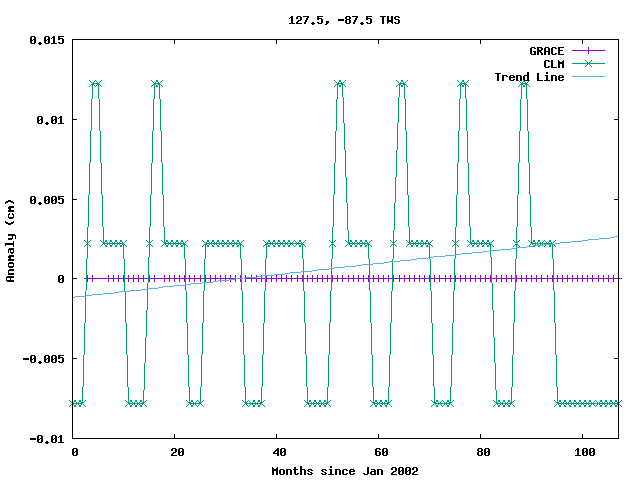 127.5, -87.5 TWS
GRACE
CLM
Trend Line
0.015
0.01
0.005
0
-0.005
-0.01
Anomaly (cm)
0 20 40 60 80 100
Months since Jan 2002